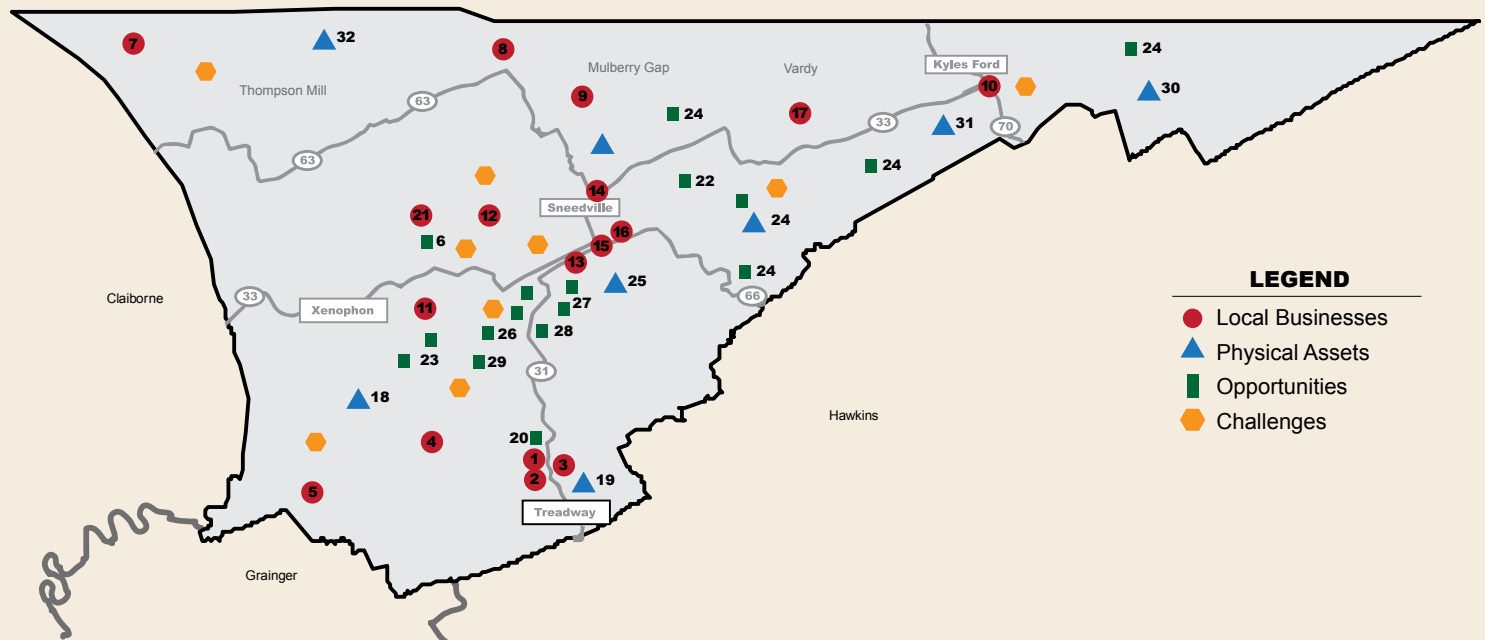 7
32
8
24
Mulberry Gap
Vardy
Kyles Ford
Thompson Mill
9
10
30
63
24
17
33
31
70
63
24
22
14
Sneedville
21
12
24
16
6
15
13
24
25
Claiborne
33
66
Xenophon
11
27
26
28
23
29
31
18
Hawkins
20
4
1
3
2
19
5
Treadway
Grainger
LEGEND
Local Businesses
Physical Assets
Opportunities
Challenges